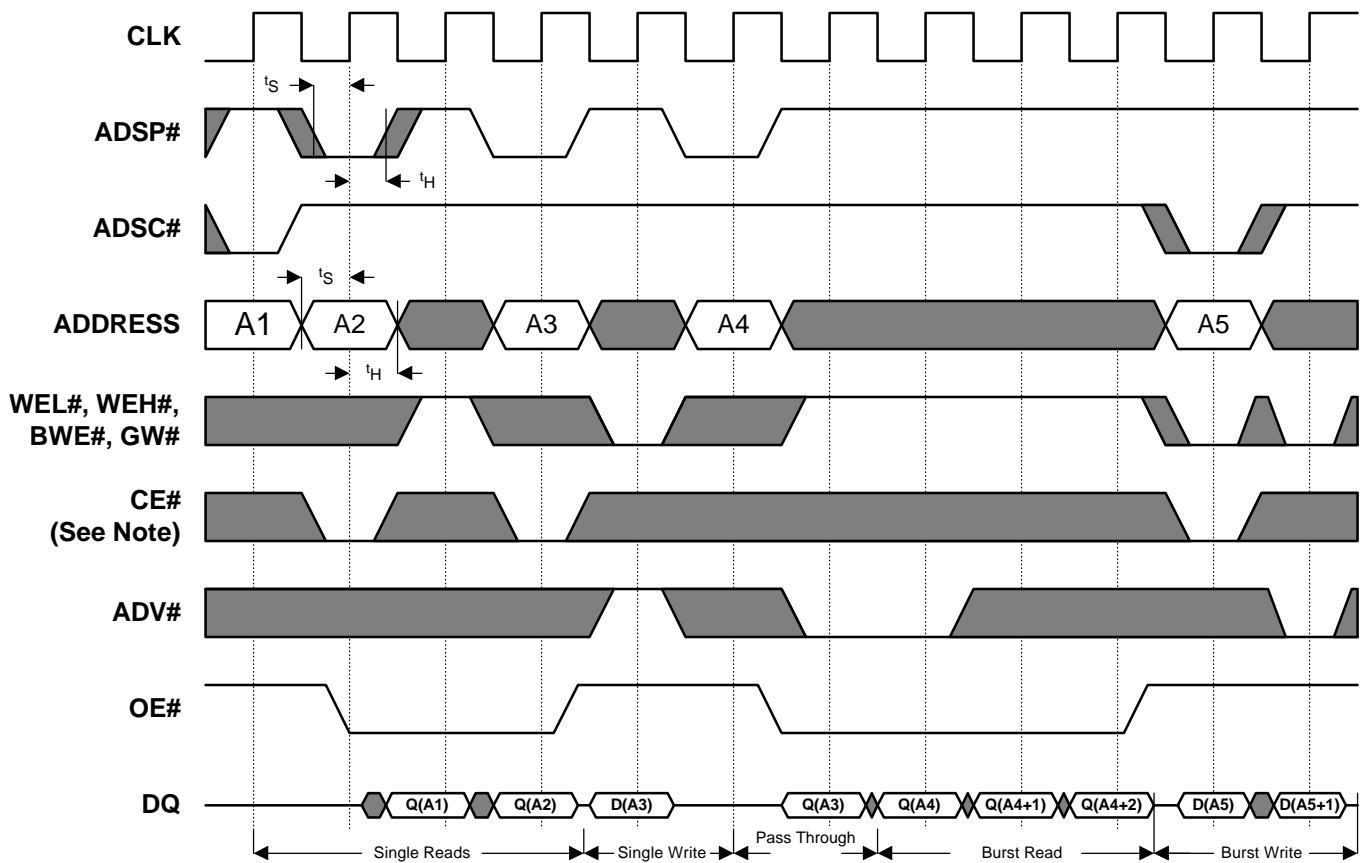 CLK
tS
ADSP#
tH
ADSC#
tS
ADDRESS
A1
A2
A3
A4
A5
tH
WEL#, WEH#,
BWE#, GW#
CE#
(See Note)
ADV#
OE#
DQ
Q(A1)
Q(A2)
D(A3)
Q(A3)
Q(A4)
Q(A4+1)
Q(A4+2)
D(A5)
D(A5+1)
Single Reads
Single Write
Pass Through
Burst Read
Burst Write